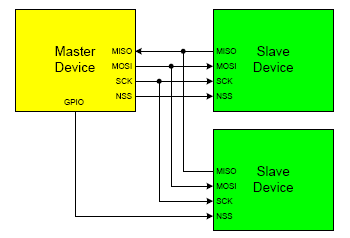 Master
Device
MISO
MOSI
SCK
NSS
GPIO
MISO
MOSI
SCK
NSS
Slave
Device
MISO
MOSI
SCK
NSS
Slave
Device